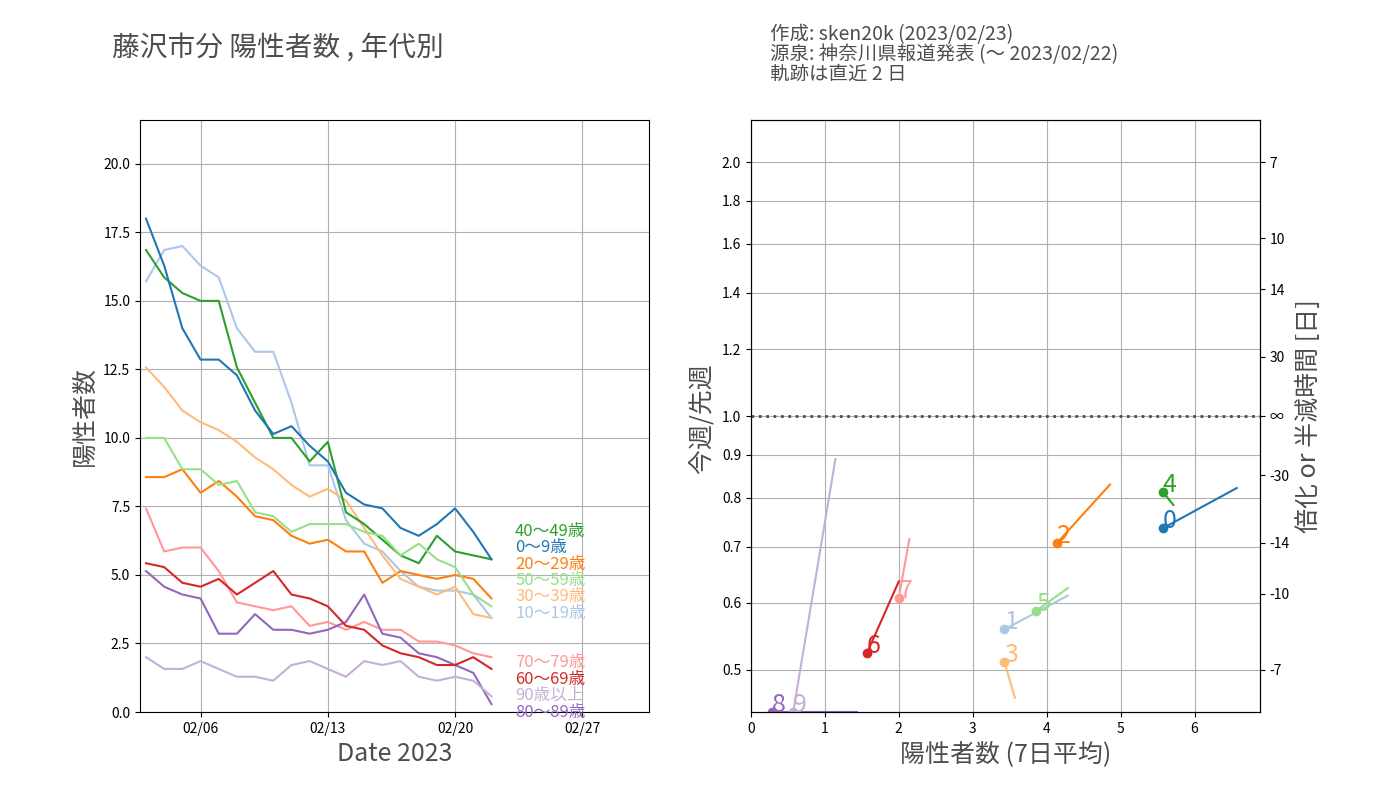 藤沢市分 陽性者数 , 年代別
作成: sken20k (2023/02/23)
源泉: 神奈川県報道発表 (〜 2023/02/22)
軌跡は直近 2 日
陽性者数
20.0
17.5
15.0
12.5
10.0
7.5
5.0
2.5
0.0
40〜49歳
0〜9歳
20〜29歳
50〜59歳
30〜39歳
10〜19歳
70〜79歳
60〜69歳
90歳以上
80〜89歳
02/06
02/13
02/20
02/27
Date 2023
今週/先週
2.0
1.8
1.6
1.4
1.2
1.0
0.9
0.8
0.7
0.6
0.5
4
0
2
7
5
1
6
3
8
9
0
1
2
3
4
5
6
陽性者数 (7日平均)
7
10
14
30
∞
-30
-14
-10
-7
倍化 or 半減時間 [日]